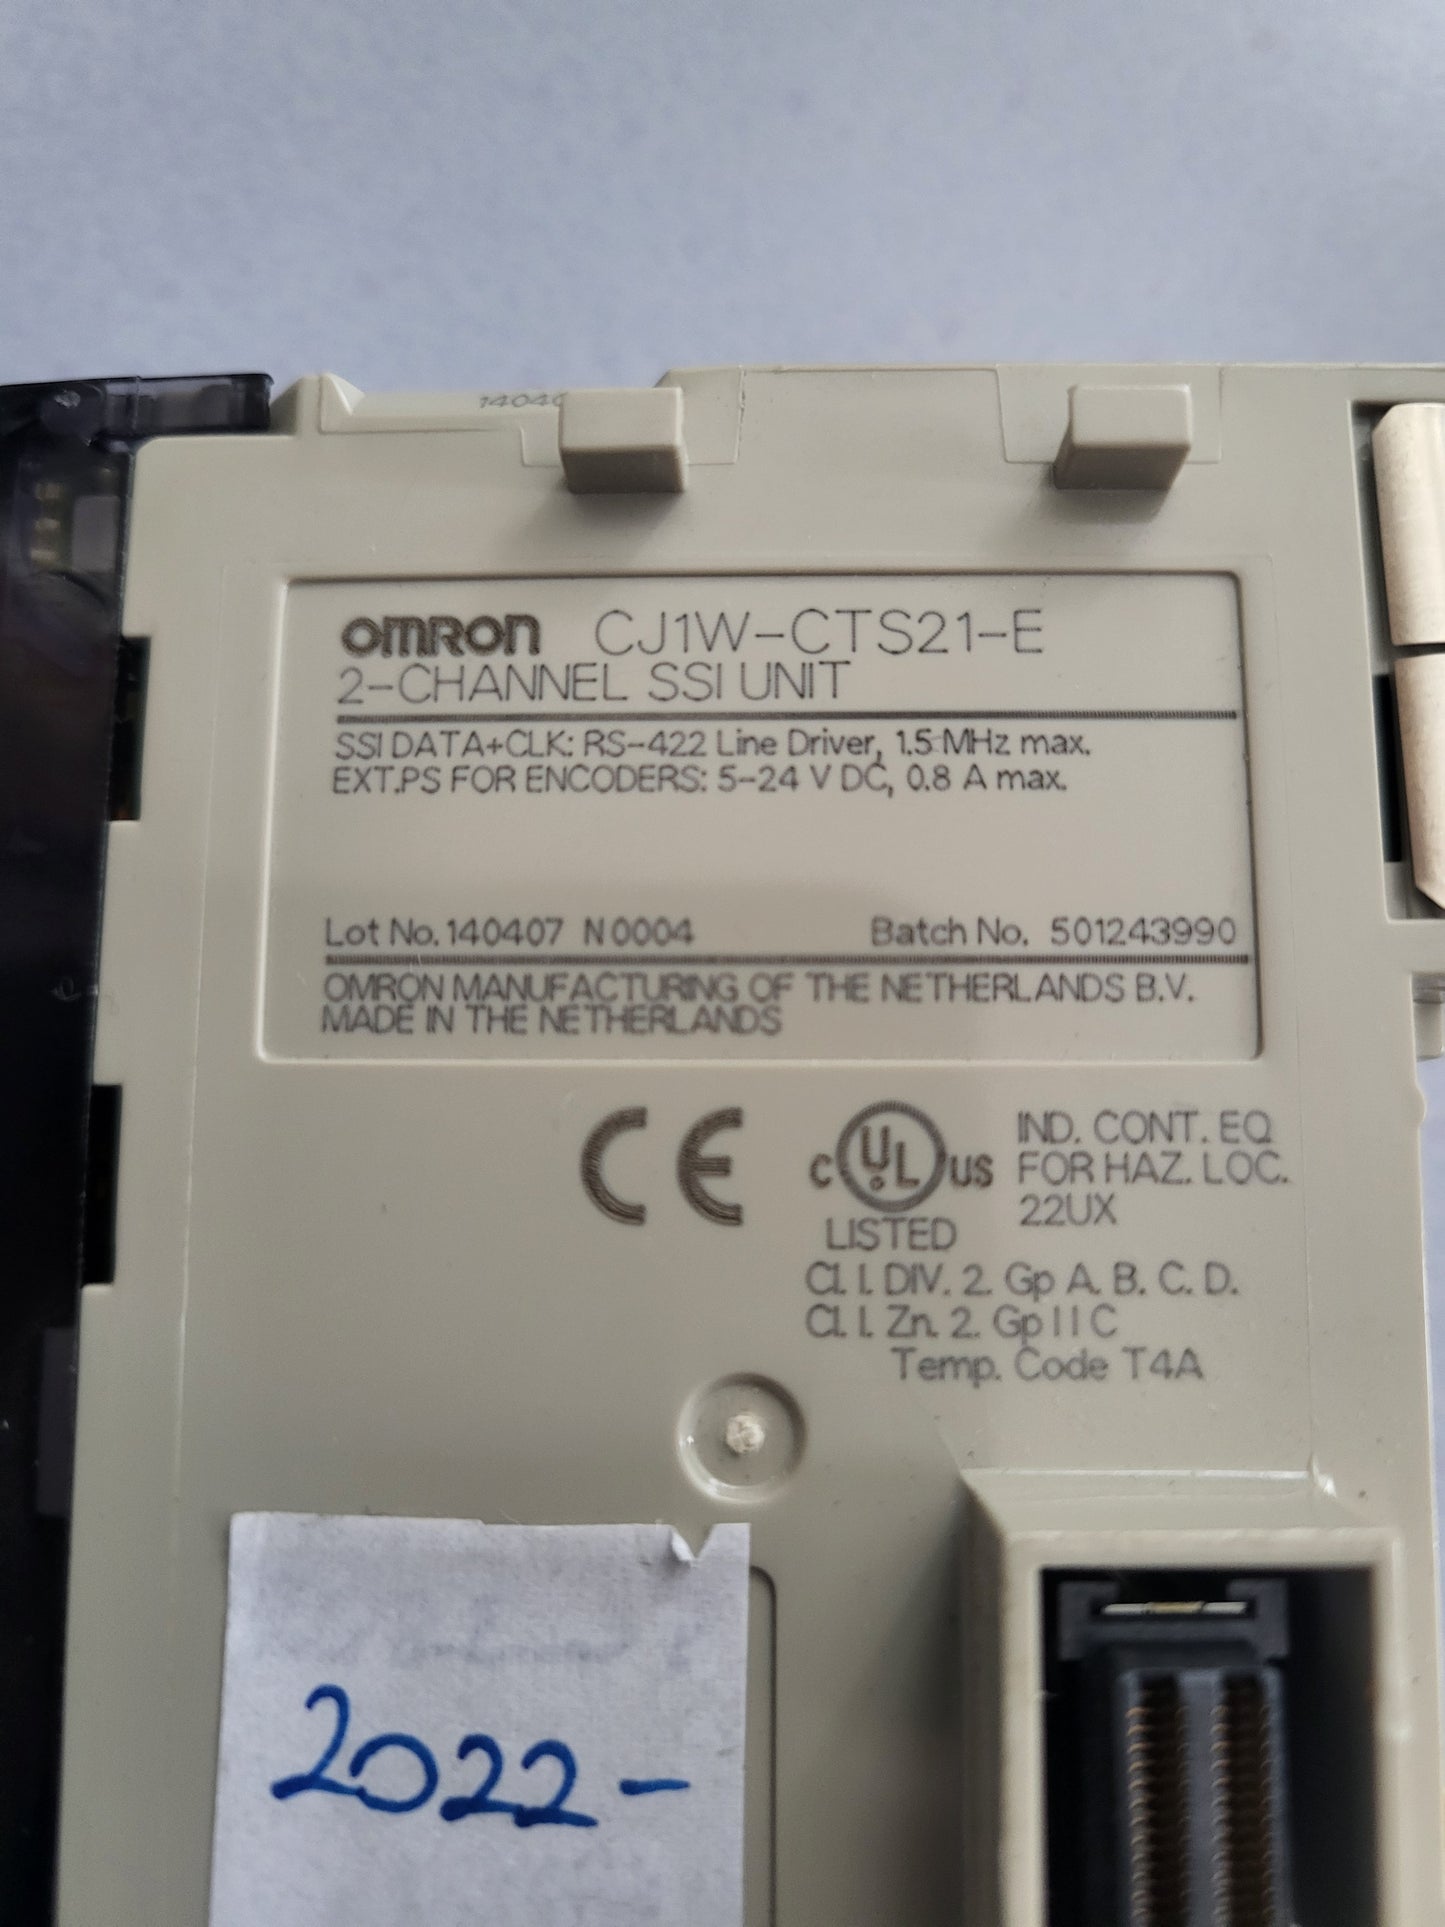 14040
OMRON CJ1W-CTS21-E
2-CHANNEL SSI UNIT
SSI DATA+CLK: RS-422 Line Driver, 1.5 MHz max.
EXT.PS FOR ENCODERS: 5-24 V DC, 0.8 A max.
Lot No. 140407 N0004 Batch No. 501243990
OMRON MANUFACTURING OF THE NETHERLANDS B.V.
MADE IN THE NETHERLANDS
CE
C UL US
LISTED
IND. CONT. EQ
FOR HAZ. LOC.
22UX
Cl. I. DIV. 2. Gp A. B. C. D.
Cl. I. Zn. 2. Gp IIC
Temp. Code T4A
2022-